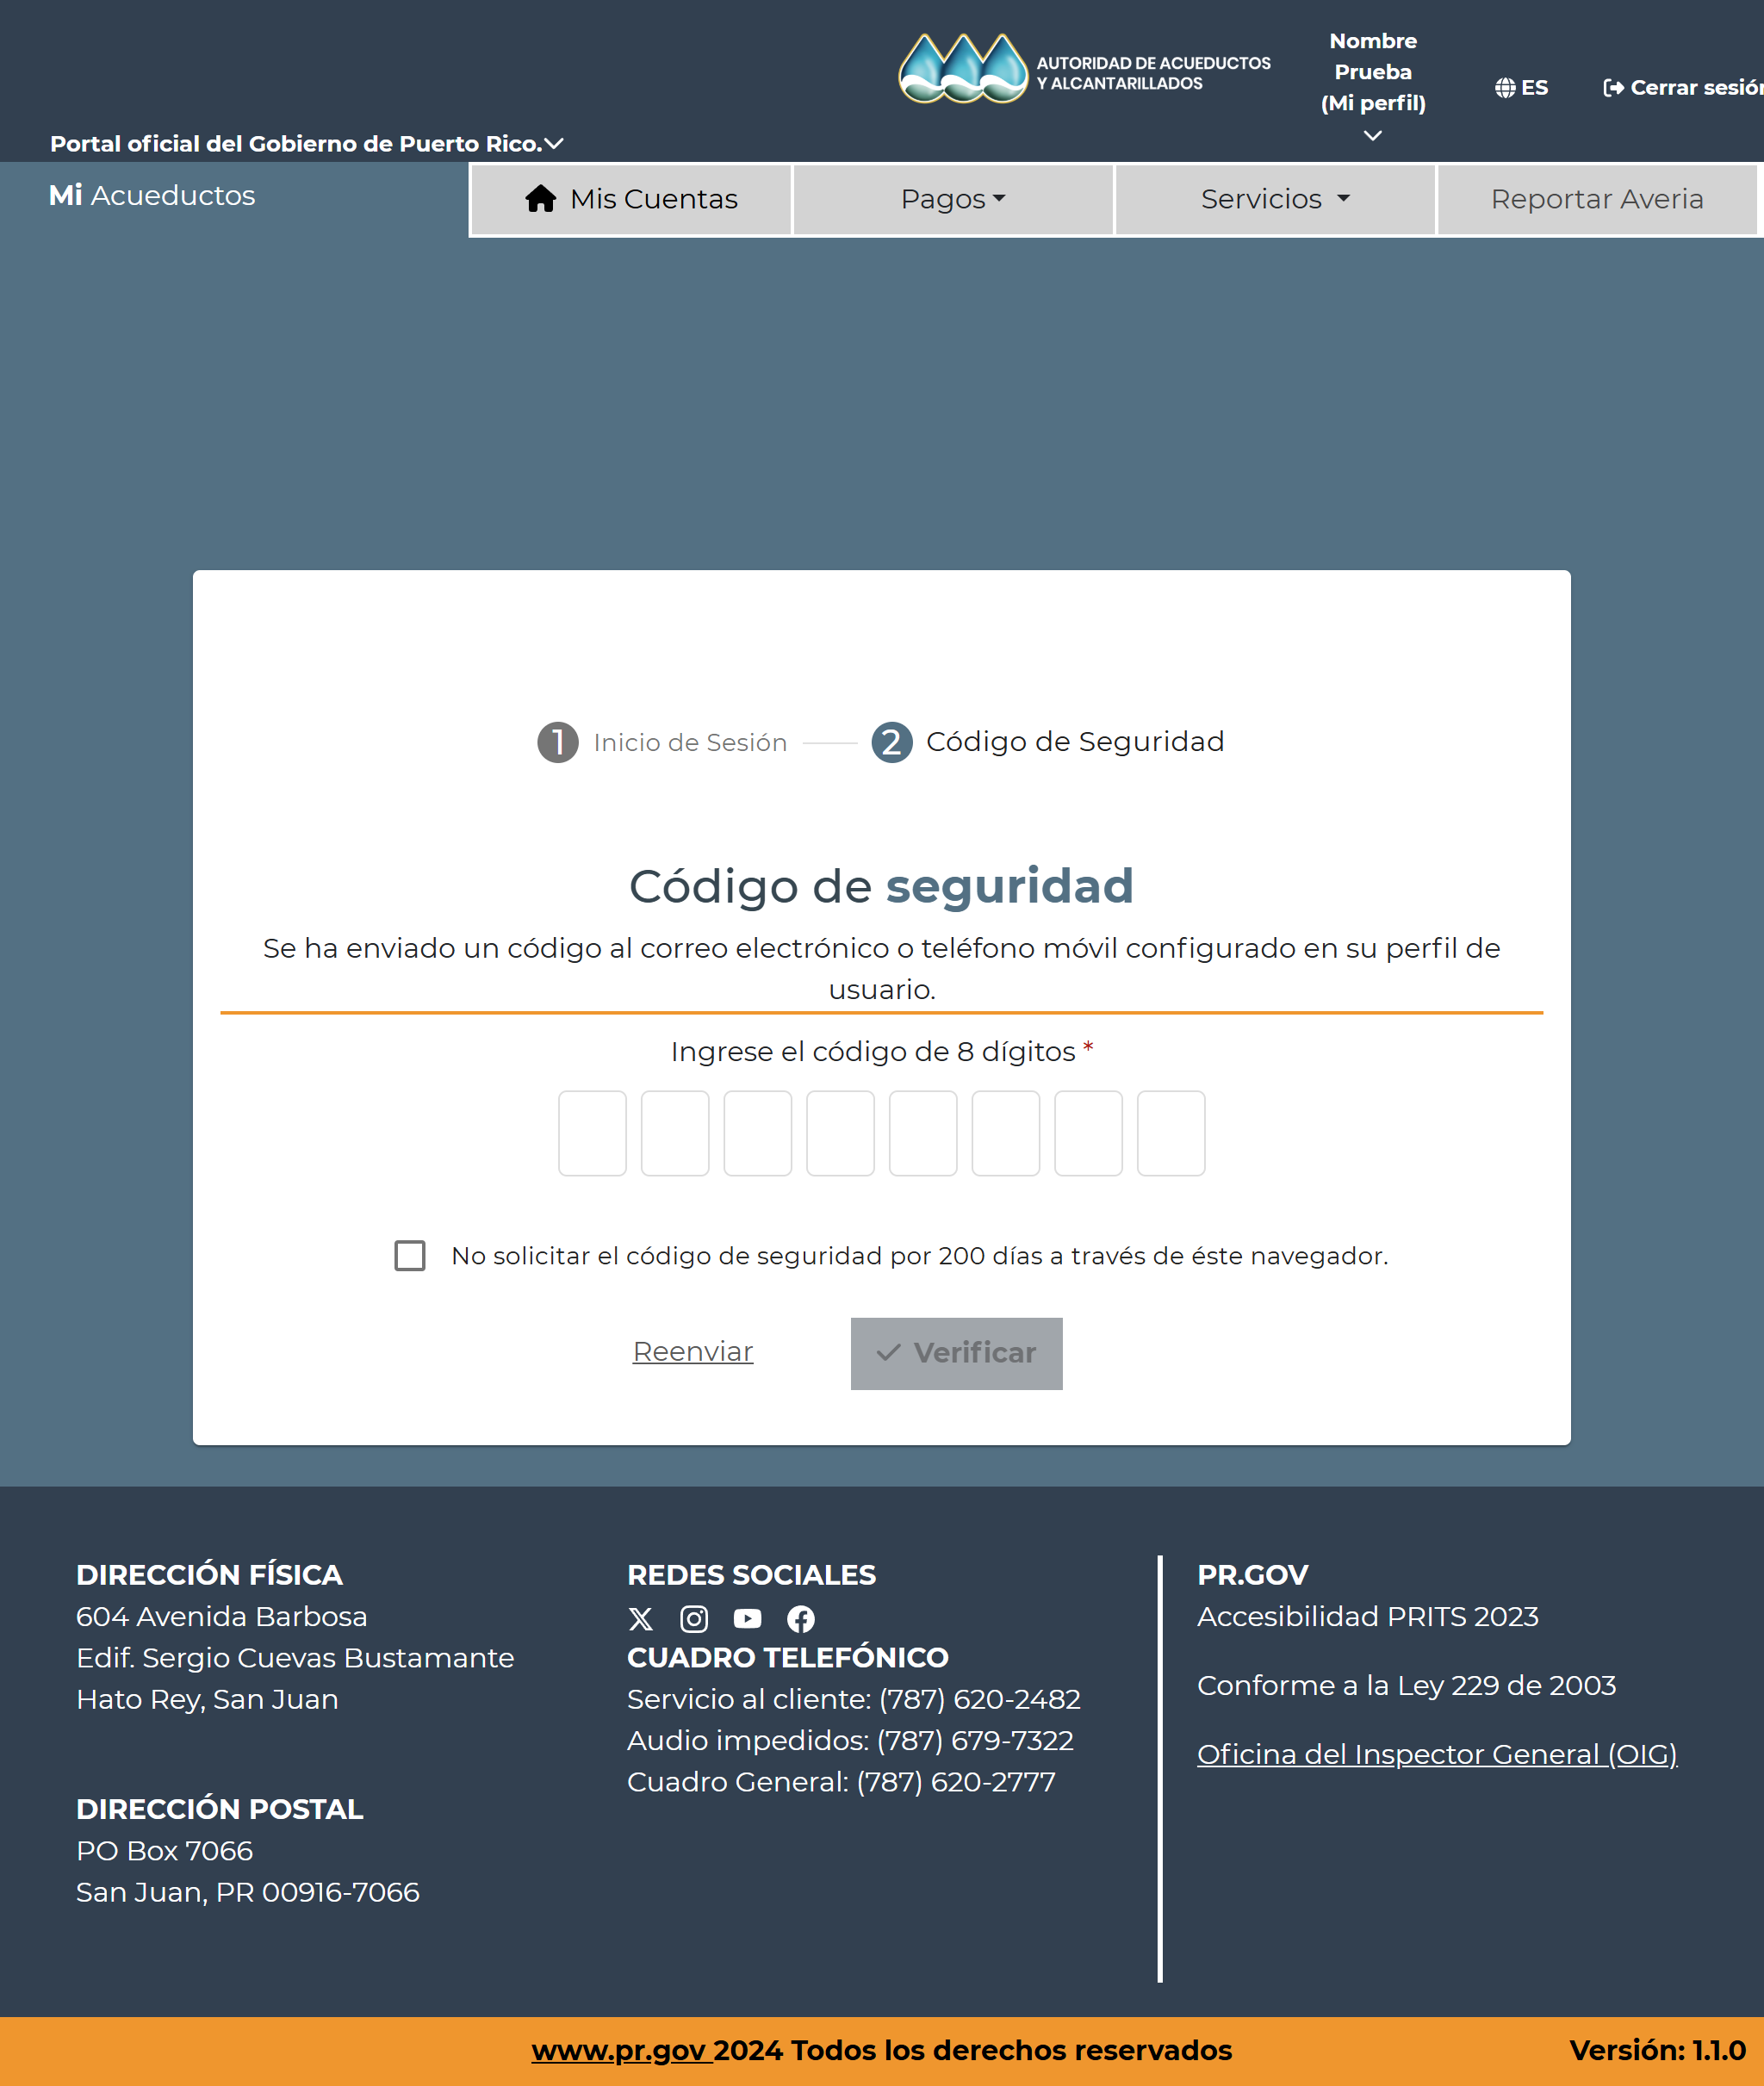 AUTORIDAD DE ACUEDUCTOS
Y ALCANTARILLADOS
Nombre
Prueba
(Mi perfil)
ES
Cerrar sesión
Portal oficial del Gobierno de Puerto Rico.
Mi Acueductos
Mis Cuentas
Pagos
Servicios
Reportar Averia
1 Inicio de Sesión
2 Código de Seguridad
Código de seguridad
Se ha enviado un código al correo electrónico o teléfono móvil configurado en su perfil de
usuario.
Ingrese el código de 8 dígitos *
No solicitar el código de seguridad por 200 días a través de éste navegador.
Reenviar
Verificar
DIRECCIÓN FÍSICA
604 Avenida Barbosa
Edif. Sergio Cuevas Bustamante
Hato Rey, San Juan
DIRECCIÓN POSTAL
PO Box 7066
San Juan, PR 00916-7066
REDES SOCIALES
CUADRO TELEFÓNICO
Servicio al cliente: (787) 620-2482
Audio impedidos: (787) 679-7322
Cuadro General: (787) 620-2777
PR.GOV
Accesibilidad PRITS 2023
Conforme a la Ley 229 de 2003
Oficina del Inspector General (OIG)
www.pr.gov 2024 Todos los derechos reservados
Versión: 1.1.0